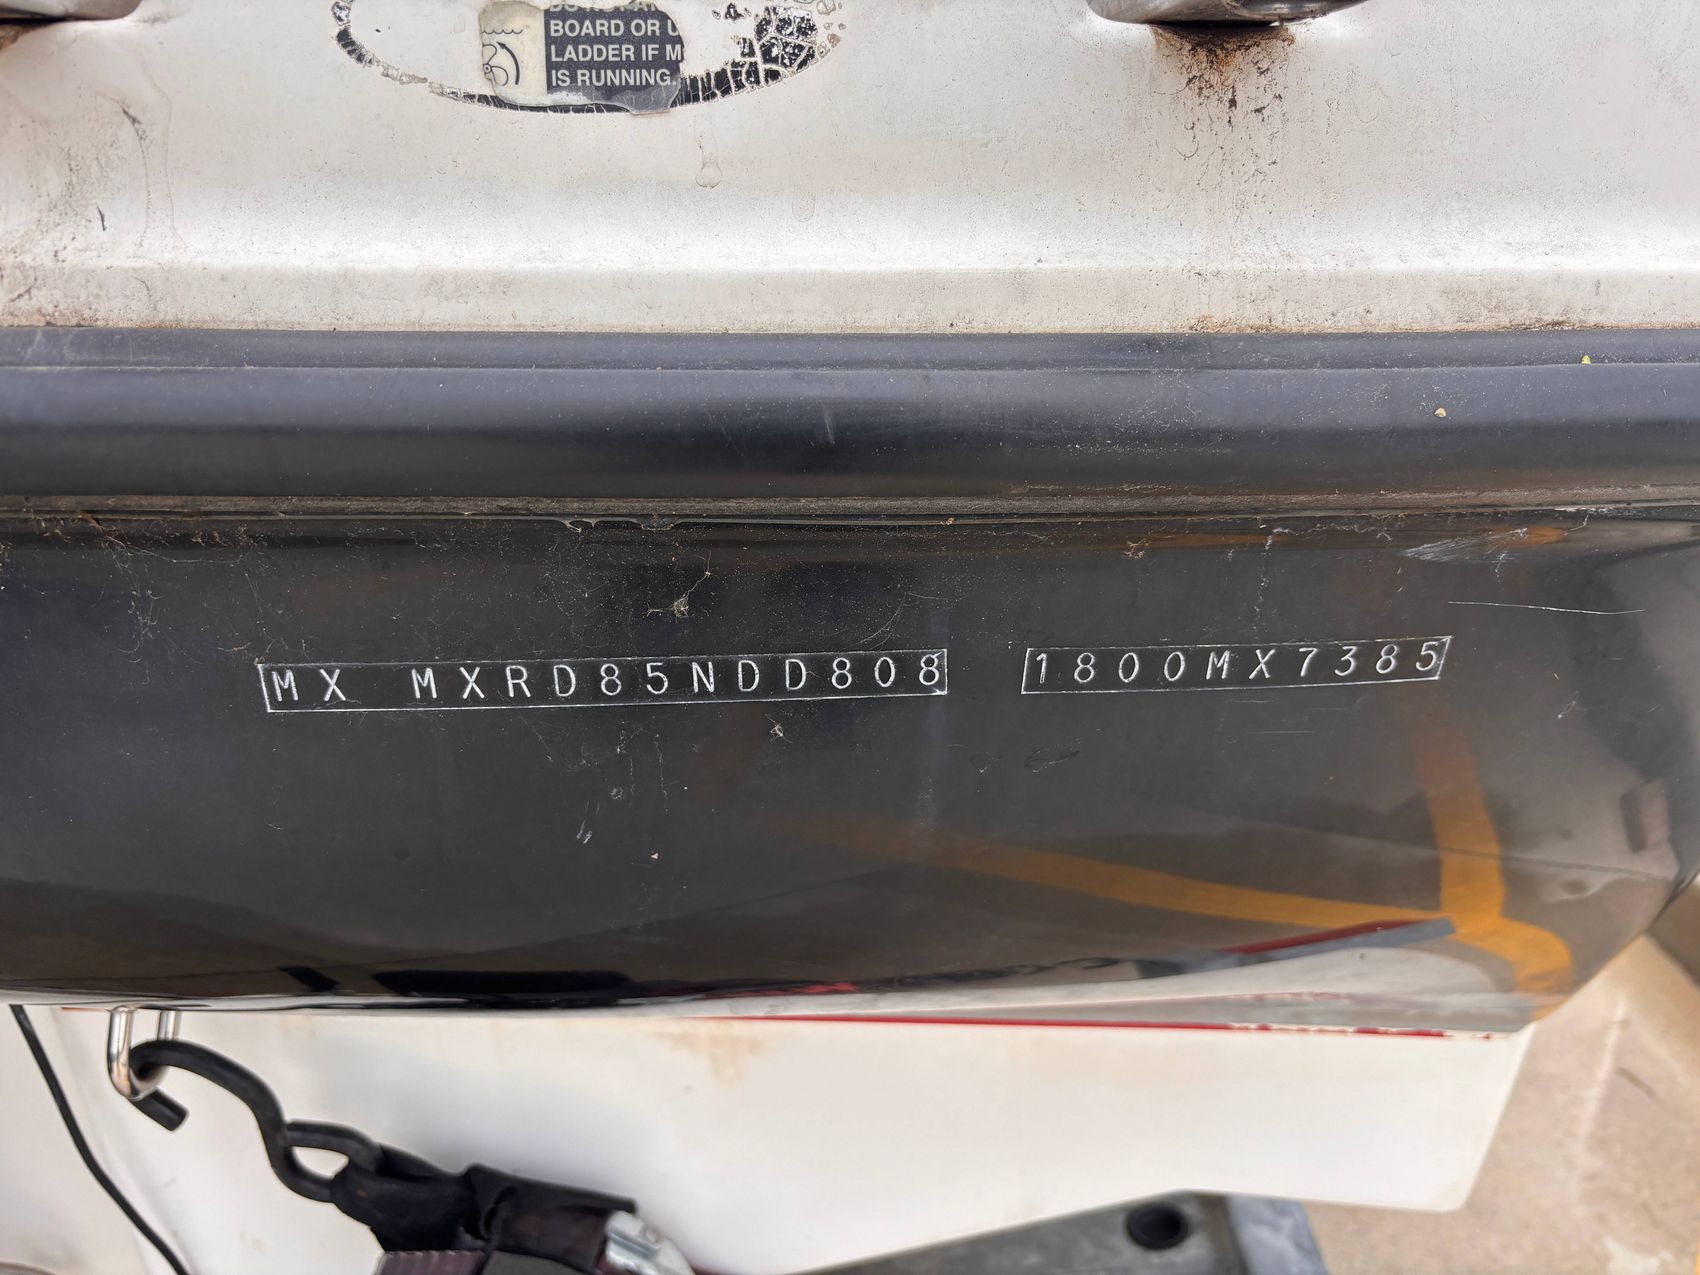 BOARD OR
LADDER IF
IS RUNNING.
MX MXRD85NDD808 1800MX7385